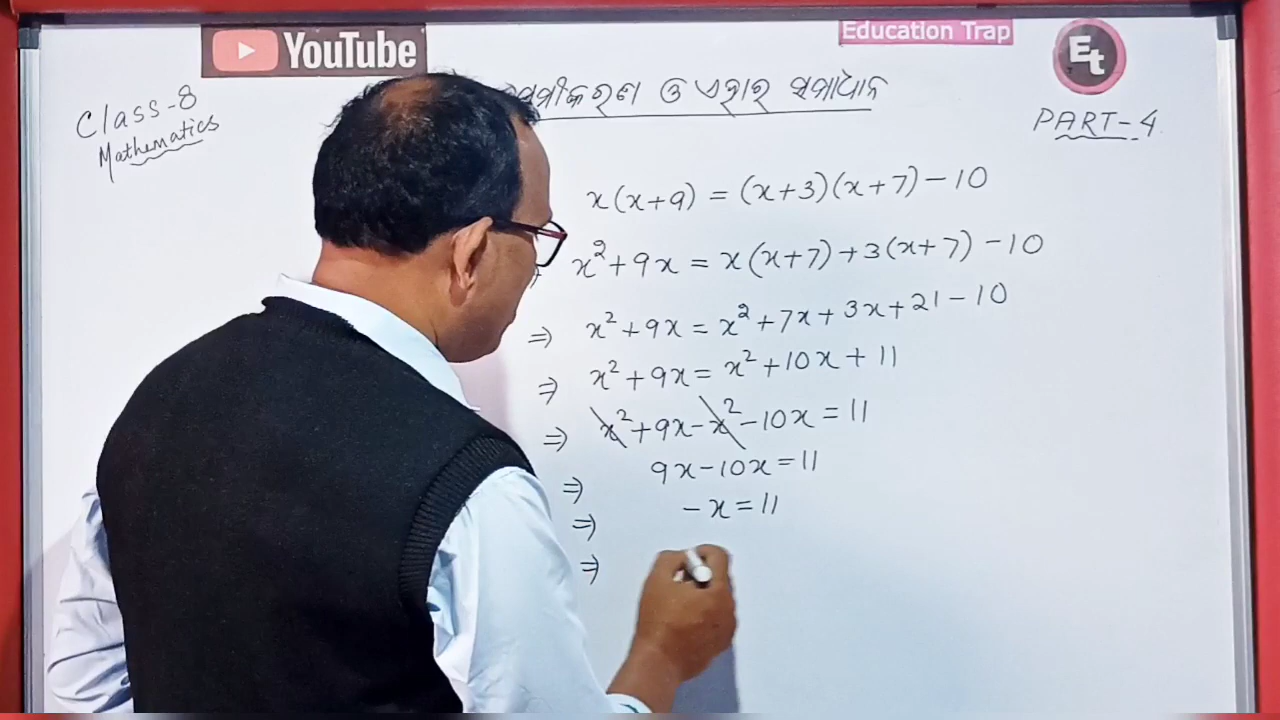 YouTube
Education Trap
Et
Class-8
Mathematics
ଓ ଏହାର ସମାଧାନ
PART-4
x(x+9) = (x+3)(x+7)-10
x²+9x = x(x+7)+3(x+7)-10
⇒ x²+9x = x²+7x+3x+21-10
⇒ x²+9x = x²+10x+11
⇒ x²+9x-x²-10x=11
⇒ 9x-10x=11
⇒ -x=11
⇒